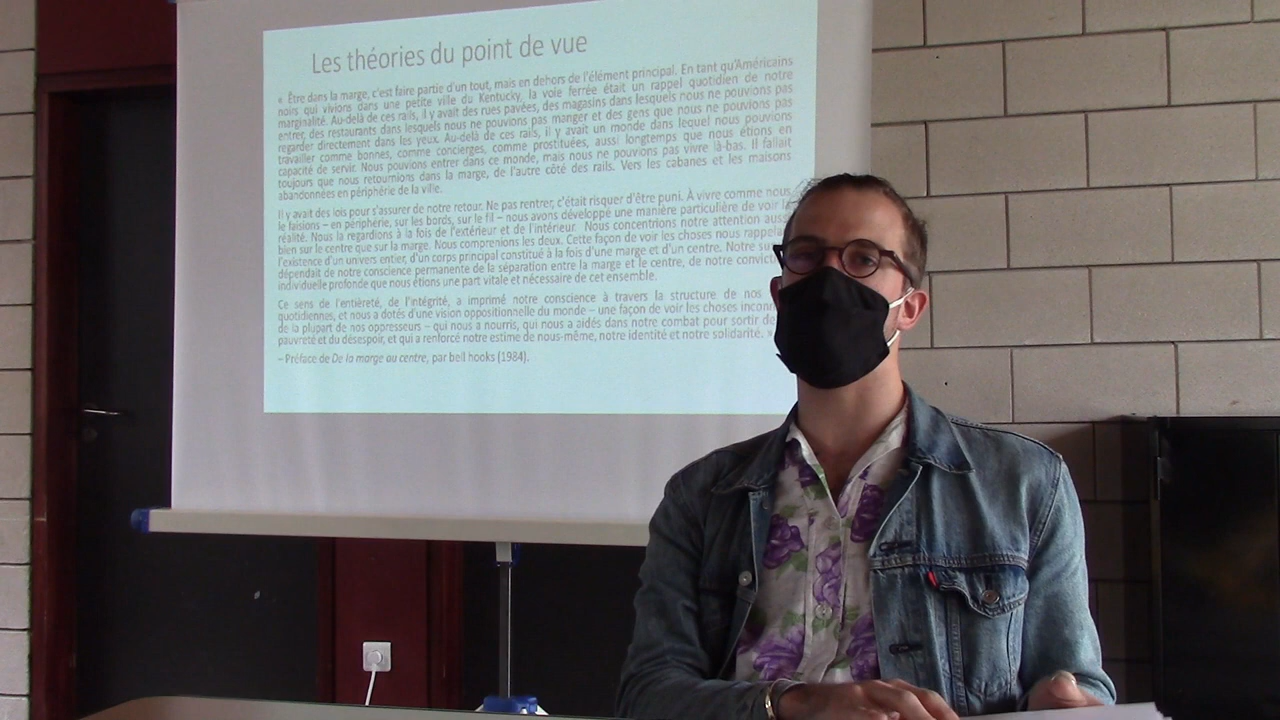 Les théories du point de vue
« Être dans la marge, c'est faire partie d'un tout, mais en dehors de l'élément principal. En tant qu'Américains
noirs qui vivions dans une petite ville du Kentucky, la voie ferrée était un rappel quotidien de notre
marginalité. Au-delà de ces rails, il y avait des rues pavées, des magasins dans lesquels nous ne pouvions pas
entrer, des restaurants dans lesquels nous ne pouvions pas manger et des gens que nous ne pouvions pas
regarder directement dans les yeux. Au-delà de ces rails, il y avait un monde dans lequel nous pouvions
travailler comme bonnes, comme concierges, comme prostituées, aussi longtemps que nous étions en
capacité de servir. Nous pouvions entrer dans ce monde, mais nous ne pouvions pas vivre là-bas. Il fallait
toujours que nous retournions dans la marge, de l'autre côté des rails. Vers les cabanes et les maisons
abandonnées en périphérie de la ville.
Il y avait des lois pour s'assurer de notre retour. Ne pas rentrer, c'était risquer d'être puni. À vivre comme nous
le faisions – en périphérie, sur les bords, sur le fil – nous avons développé une manière particulière de voir
réalité. Nous la regardions à la fois de l'extérieur et de l'intérieur. Nous concentrions notre attention
bien sur le centre que sur la marge. Nous comprenions les deux. Cette façon de voir les choses nous
l'existence d'un univers entier, d'un corps principal constitué à la fois d'une marge et d'un centre. Notre
dépendait de notre conscience permanente de la séparation entre la marge et le centre, de notre
individuelle profonde que nous étions une part vitale et nécessaire de cet ensemble.
Ce sens de l'entièreté, de l'intégrité, a imprimé notre conscience à travers la structure de nos
quotidiennes, et nous a dotés d'une vision oppositionnelle du monde – une façon de voir les choses
de la plupart de nos oppresseurs – qui nous a nourris, qui nous a aidés dans notre combat pour sortir de
pauvreté et du désespoir, et qui a renforcé notre estime de nous-même, notre identité et notre solidarité. »
– Préface de De la marge au centre, par bell hooks (1984).